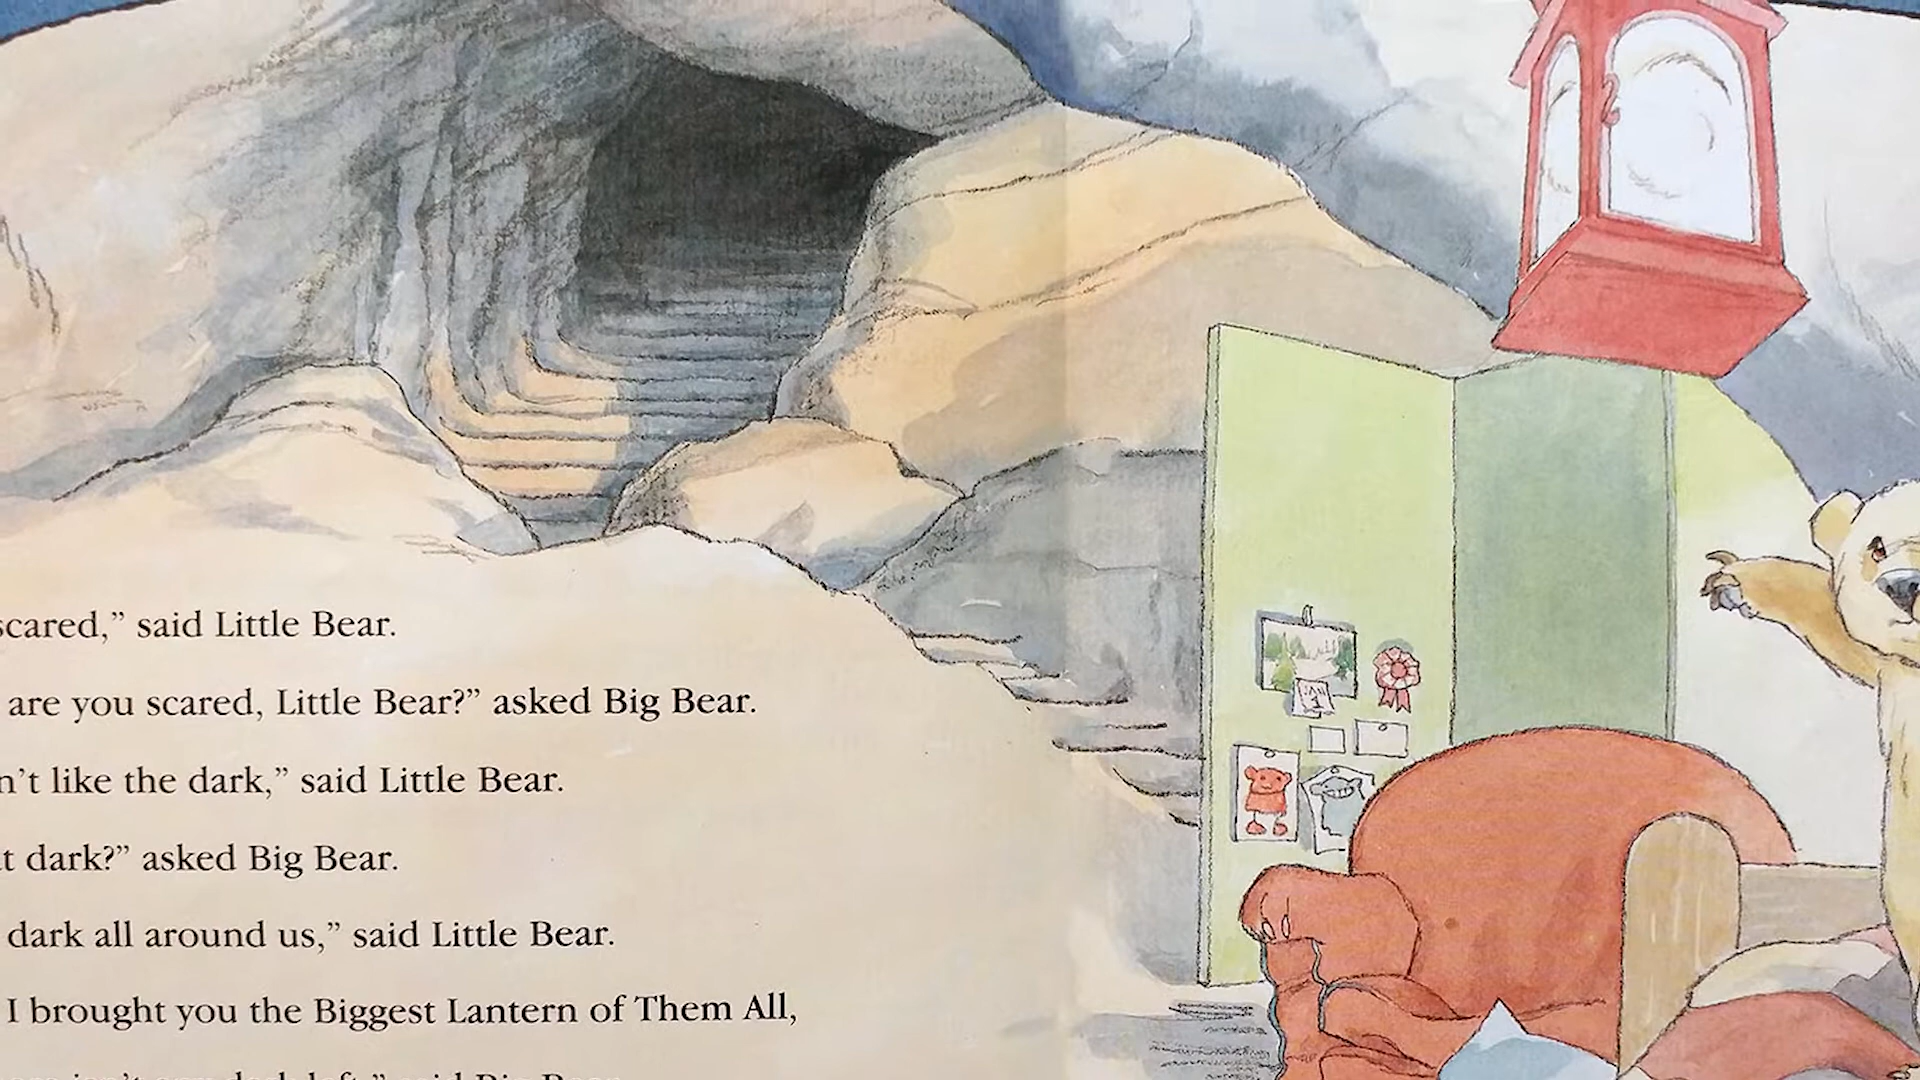 scared,” said Little Bear.
are you scared, Little Bear?” asked Big Bear.
n’t like the dark,” said Little Bear.
dark?” asked Big Bear.
dark all around us,” said Little Bear.
I brought you the Biggest Lantern of Them All,